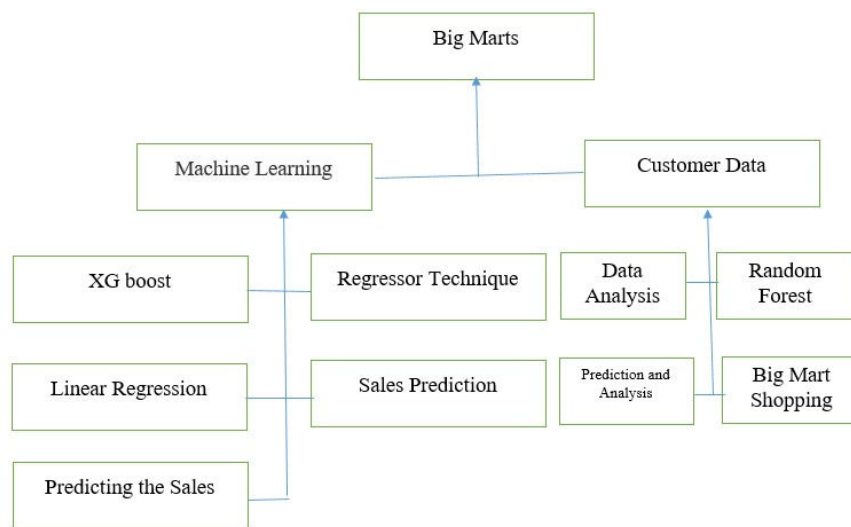 Big Marts
Machine Learning
Customer Data
XG boost
Regressor Technique
Data
Analysis
Random
Forest
Linear Regression
Sales Prediction
Prediction and
Analysis
Big Mart
Shopping
Predicting the Sales